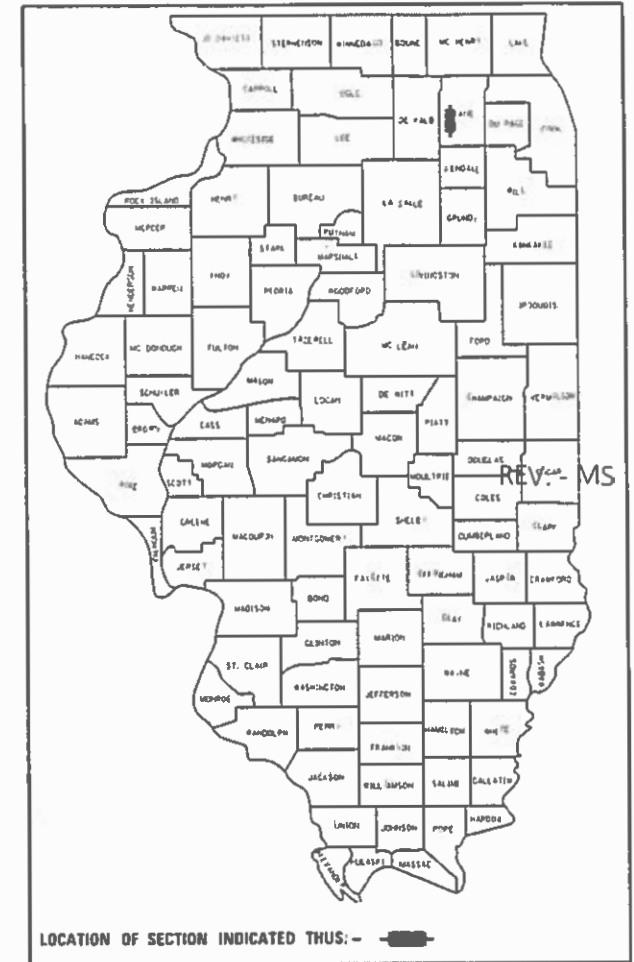 STEPHENSON WINNEBAGO BOONE MC HENRY LAKE
CARROLL OGLE
DE KALB KANE DU PAGE COOK
WHITESIDE LEE
KENDALL
ROCK ISLAND HENRY BUREAU LA SALLE GRUNDY WILL
MERCER PUTNAM
STARK MARSHALL KANKAKEE
HENDERSON WARREN KNOX PEORIA WOODFORD LIVINGSTON IROQUOIS
HANCOCK MC DONOUGH FULTON TAZEWELL MC LEAN FORD
SCHUYLER MASON LOGAN DE WITT CHAMPAIGN VERMILION
ADAMS BROWN CASS MENARD MACON PIATT
MORGAN SANGAMON DOUGLAS
PIKE SCOTT CHRISTIAN MOULTRIE COLES EDGAR
REV. - MS
GREENE MACOUPIN MONTGOMERY SHELBY CUMBERLAND CLARK
CALHOUN JERSEY FAYETTE EFFINGHAM JASPER CRAWFORD
MADISON BOND CLAY RICHLAND LAWRENCE
CLINTON MARION
ST. CLAIR WAYNE EDWARDS WABASH
WASHINGTON JEFFERSON
MONROE
RANDOLPH PERRY HAMILTON WHITE
FRANKLIN
JACKSON WILLIAMSON SALINE GALLATIN
UNION JOHNSON POPE HARDIN
ALEXANDER PULASKI MASSAC
LOCATION OF SECTION INDICATED THUS: -